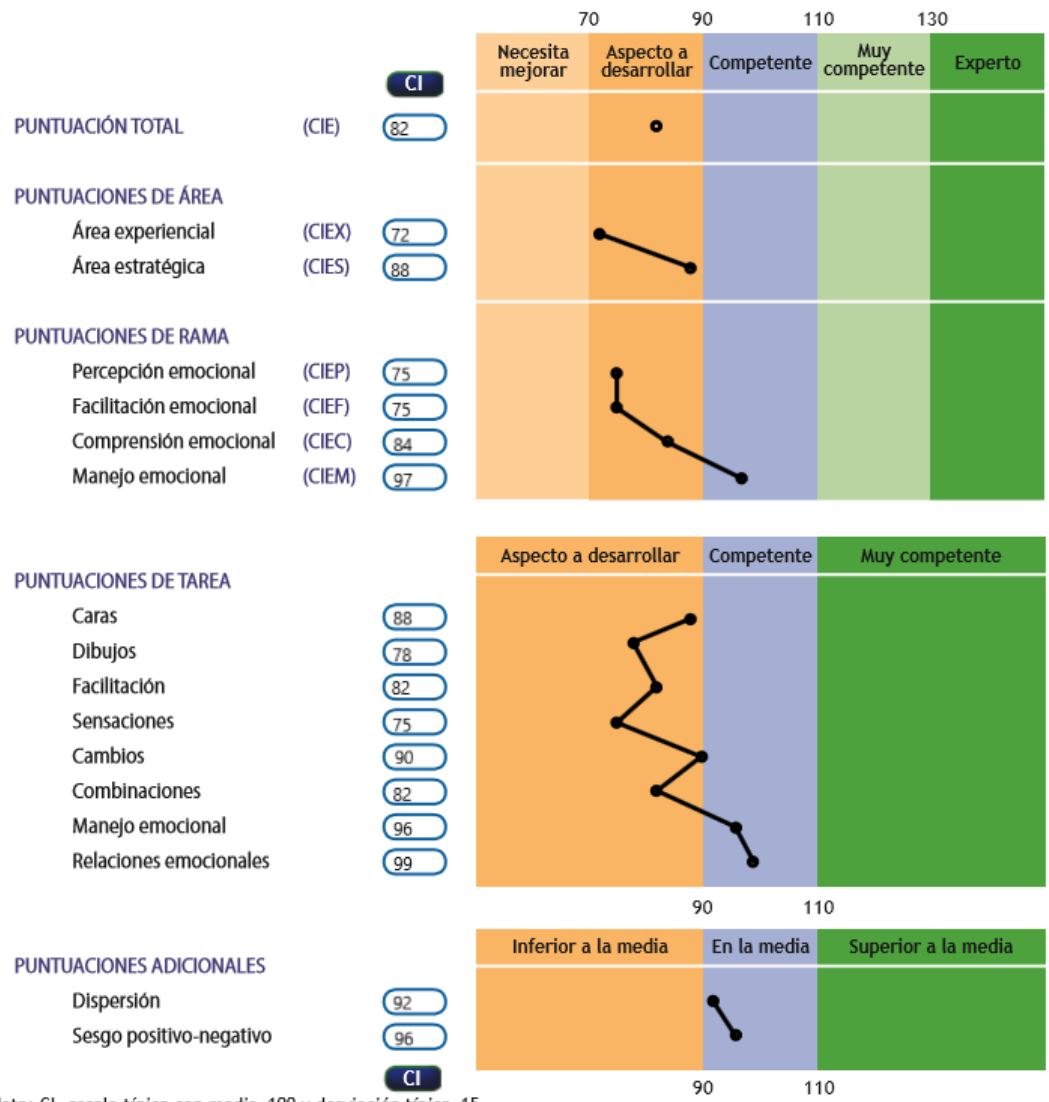 70 90 110 130
Necesita mejorar Aspecto a desarrollar Competente Muy competente Experto
CI
PUNTUACIÓN TOTAL (CIE) 82
PUNTUACIONES DE ÁREA
Área experiencial (CIEX) 72
Área estratégica (CIES) 88
PUNTUACIONES DE RAMA
Percepción emocional (CIEP) 75
Facilitación emocional (CIEF) 75
Comprensión emocional (CIEC) 84
Manejo emocional (CIEM) 97
Aspecto a desarrollar Competente Muy competente
PUNTUACIONES DE TAREA
Caras 88
Dibujos 78
Facilitación 82
Sensaciones 75
Cambios 90
Combinaciones 82
Manejo emocional 96
Relaciones emocionales 99
90 110
Inferior a la media En la media Superior a la media
PUNTUACIONES ADICIONALES
Dispersión 92
Sesgo positivo-negativo 96
CI
90 110